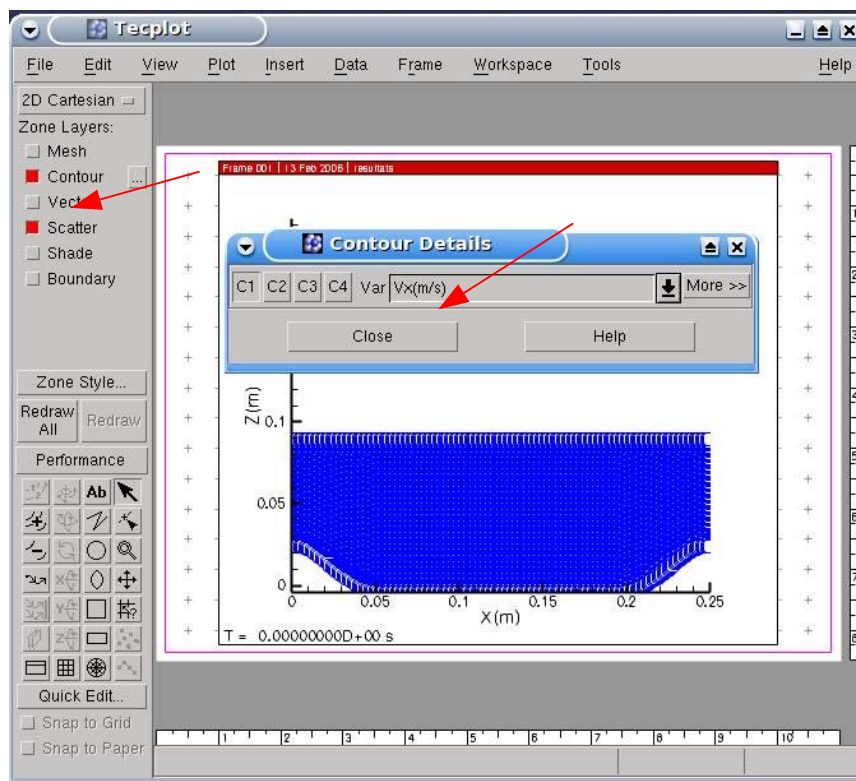 Tecplot
File Edit View Plot Insert Data Frame Workspace Tools Help
2D Cartesian
Zone Layers:
Mesh
Contour ...
Vect
Scatter
Shade
Boundary
Zone Style...
Redraw All
Redraw
Performance
Ab
Quick Edit...
Snap to Grid
Snap to Paper
Frame 001 | 13 Feb 2006 | resultats
Contour Details
C1 C2 C3 C4 Var Vx(m/s) More >>
Close Help
Z(m)
0.1
0.05
0
0 0.05 0.1 0.15 0.2 0.25
X(m)
T = 0.00000000D+00 s
1 2 3 4 5 6 7 8 9 10